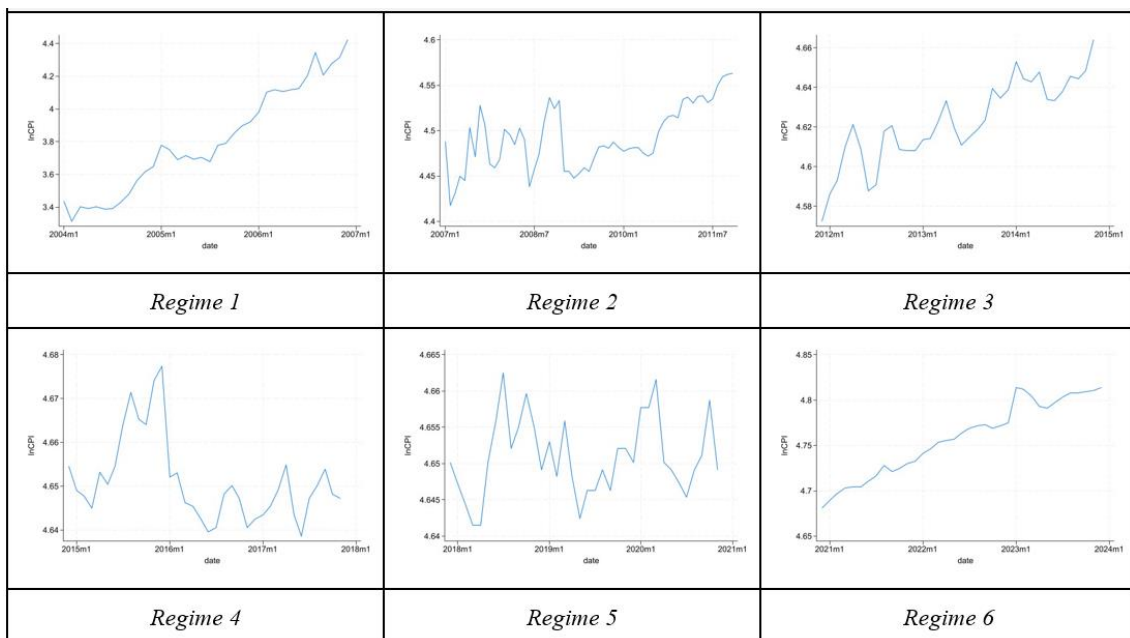 4.4
4.2
4
3.8
3.6
3.4
lnCPI
2004m1
2005m1
2006m1
2007m1
date
4.6
4.55
4.5
4.45
4.4
lnCPI
2007m1
2008m7
2010m1
2011m7
date
4.66
4.64
4.62
4.6
4.58
lnCPI
2012m1
2013m1
2014m1
2015m1
date
Regime 1
Regime 2
Regime 3
4.68
4.67
4.66
4.65
4.64
lnCPI
2015m1
2016m1
2017m1
2018m1
date
4.665
4.66
4.655
4.65
4.645
4.64
lnCPI
2018m1
2019m1
2020m1
2021m1
date
4.85
4.8
4.75
4.7
4.65
lnCPI
2021m1
2022m1
2023m1
2024m1
date
Regime 4
Regime 5
Regime 6